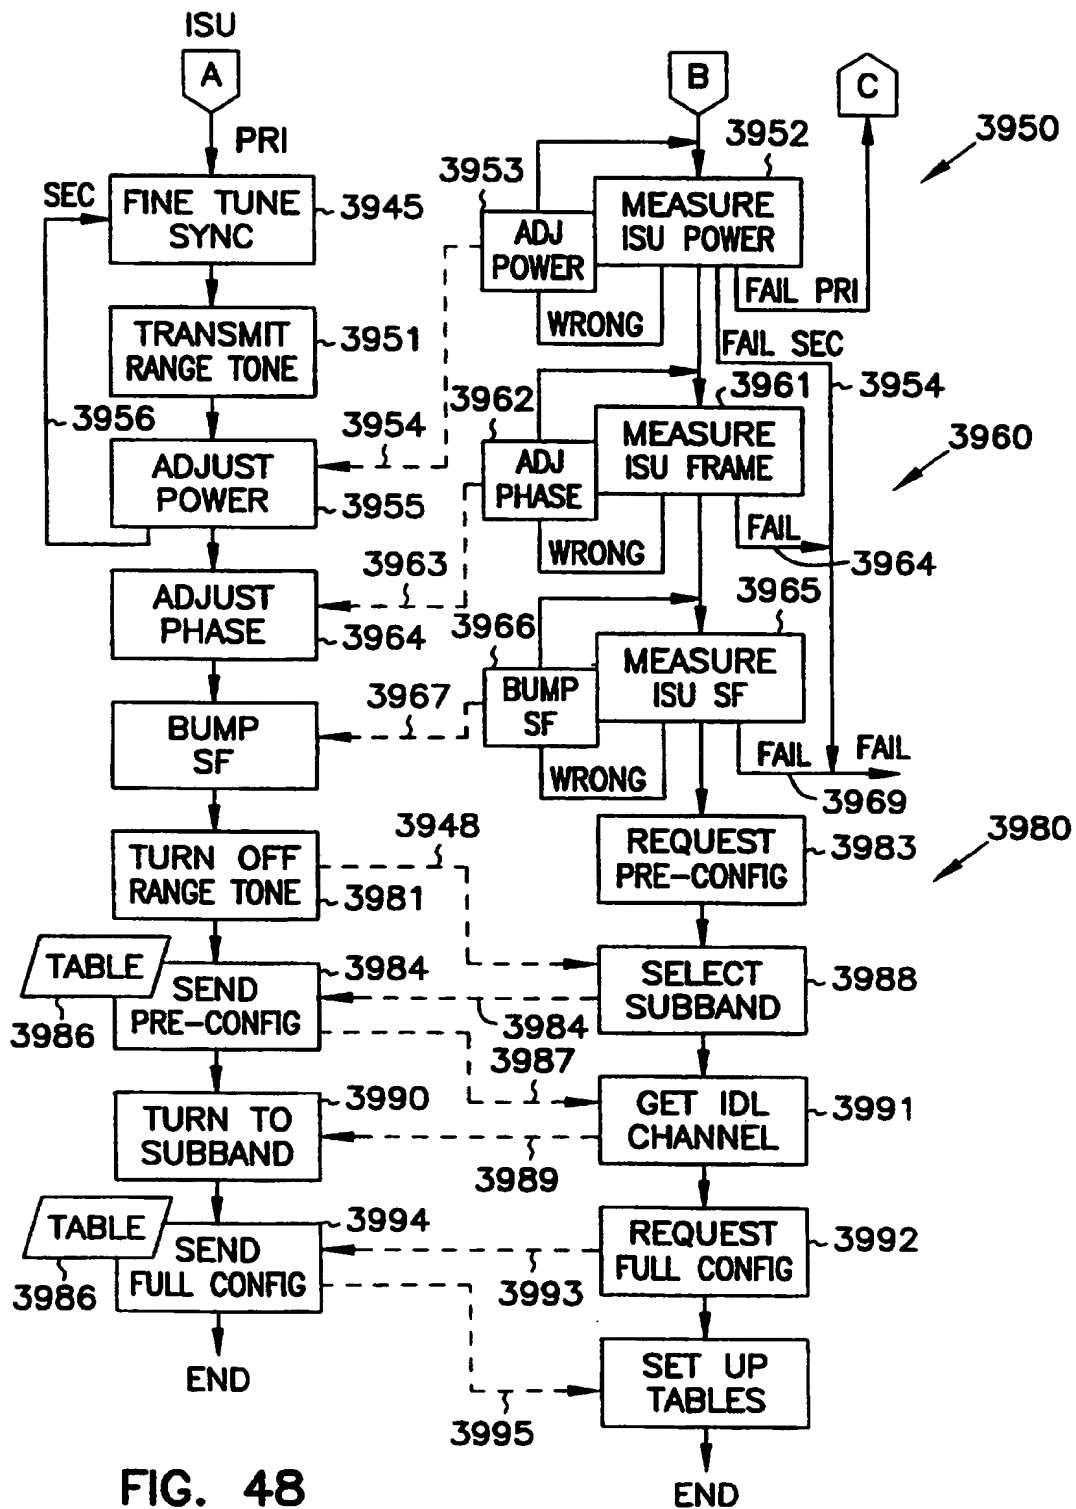 ISU
A
PRI
SEC
FINE TUNE
SYNC
3945
TRANSMIT
RANGE TONE
3951
3956
ADJUST
POWER
3955
ADJUST
PHASE
3964
BUMP
SF
TURN OFF
RANGE TONE
3981
TABLE
3986
SEND
PRE-CONFIG
3984
TURN TO
SUBBAND
3990
TABLE
3986
SEND
FULL CONFIG
3994
END
3954
3963
3967
3948
3984
3987
3989
3993
3995
B
C
3950
3952
3953
MEASURE
ISU POWER
ADJ
POWER
WRONG
FAIL PRI
FAIL SEC
3954
3961
3962
3960
MEASURE
ISU FRAME
ADJ
PHASE
WRONG
FAIL
3964
3965
3966
MEASURE
ISU SF
BUMP
SF
WRONG
FAIL
FAIL
3969
3980
REQUEST
PRE-CONFIG
3983
SELECT
SUBBAND
3988
GET IDL
CHANNEL
3991
REQUEST
FULL CONFIG
3992
SET UP
TABLES
END
FIG. 48